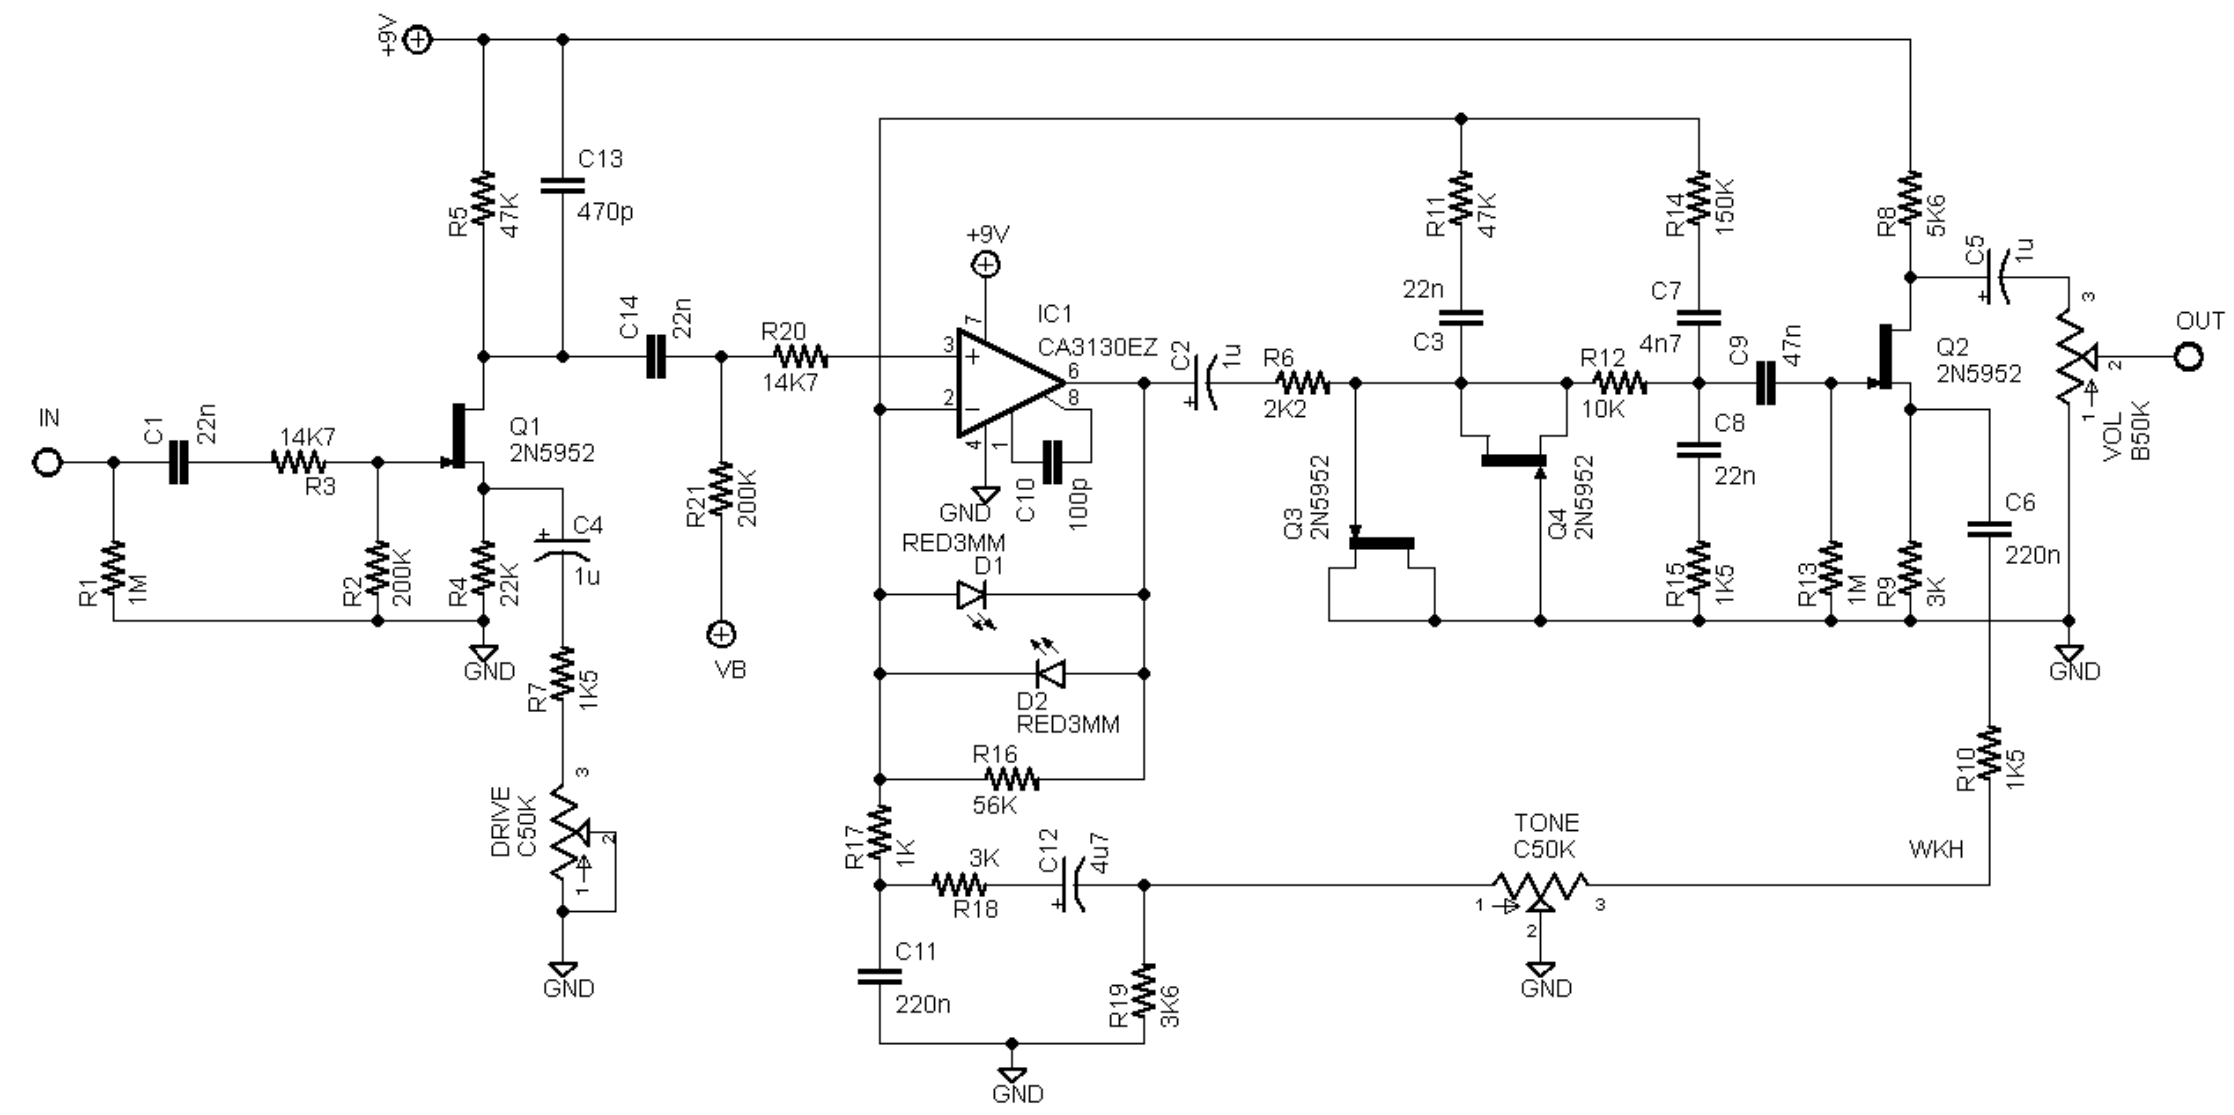 +9V
C13
470p
R5
47K
R11
47K
R14
150K
R8
5K6
C5
1u
+
+9V
7
IC1
CA3130EZ
3
+
2
−
6
8
4
1
C10
100p
GND
C14
22n
R20
14K7
R21
200K
VB
C2
1u
+
R6
2K2
22n
C3
R12
10K
C7
4n7
C9
47n
C8
22n
Q2
2N5952
3
2
1
VOL
B50K
OUT
IN
C1
22n
14K7
R3
Q1
2N5952
R1
1M
R2
200K
R4
22K
GND
+
C4
1u
R7
1K5
DRIVE
C50K
3
2
1
GND
RED3MM
D1
D2
RED3MM
R16
56K
Q3
2N5952
Q4
2N5952
R15
1K5
R13
1M
R9
3K
C6
220n
GND
R10
1K5
R17
1K
3K
R18
C12
4u7
+
TONE
C50K
1
2
3
GND
WKH
C11
220n
R19
3K6
GND